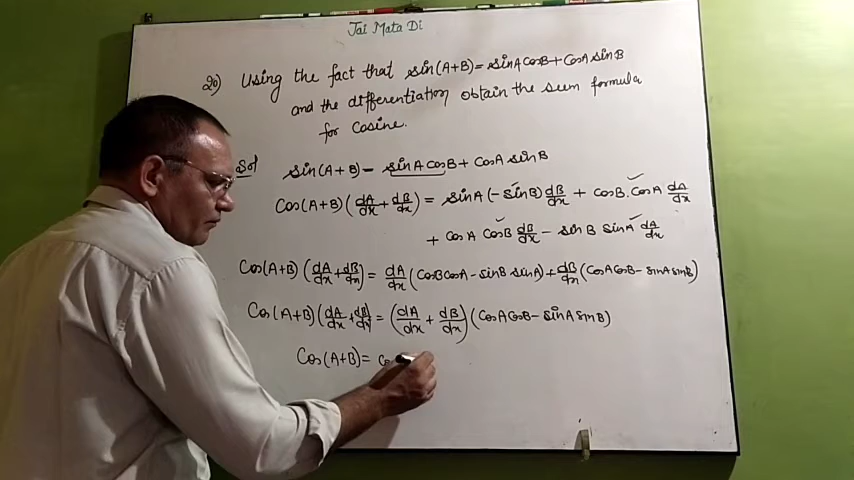 Jai Mata Di
20) Using the fact that sin(A+B) = sinA cosB + cosA sinB
and the differentiation obtain the sum formula
for cosine.
Sol sin(A+B) = sinA cosB + cosA sinB
Cos(A+B) (dA/dx + dB/dx) = sinA (-sinB) dB/dx + cosB. cosA dA/dx
+ cosA cosB dB/dx - sinB sinA dA/dx
Cos(A+B) (dA/dx + dB/dx) = dA/dx (cosB cosA - sinB sinA) + dB/dx (cosA cosB - sinA sinB)
Cos(A+B) (dA/dx + dB/dx) = (dA/dx + dB/dx) (cosA cosB - sinA sinB)
Cos(A+B) = co